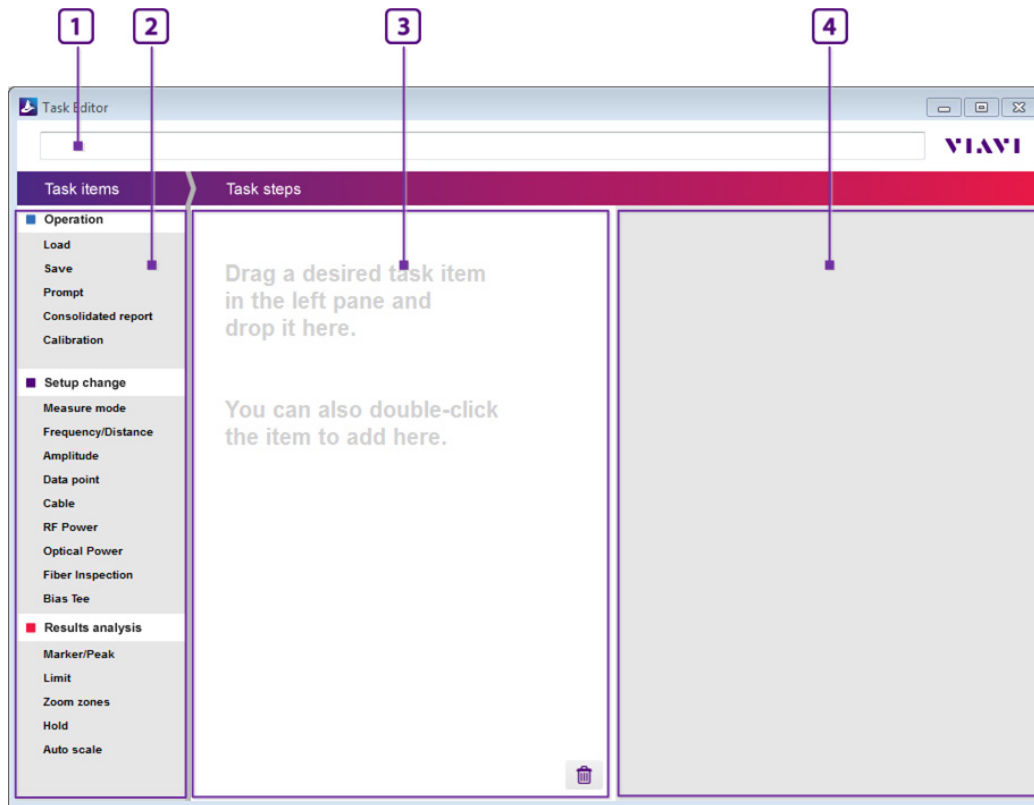 1
2
3
4
Task Editor
VIAVI
Task items
Task steps
Operation
Load
Save
Prompt
Consolidated report
Calibration
Setup change
Measure mode
Frequency/Distance
Amplitude
Data point
Cable
RF Power
Optical Power
Fiber Inspection
Bias Tee
Results analysis
Marker/Peak
Limit
Zoom zones
Hold
Auto scale
Drag a desired task item
in the left pane and
drop it here.
You can also double-click
the item to add here.